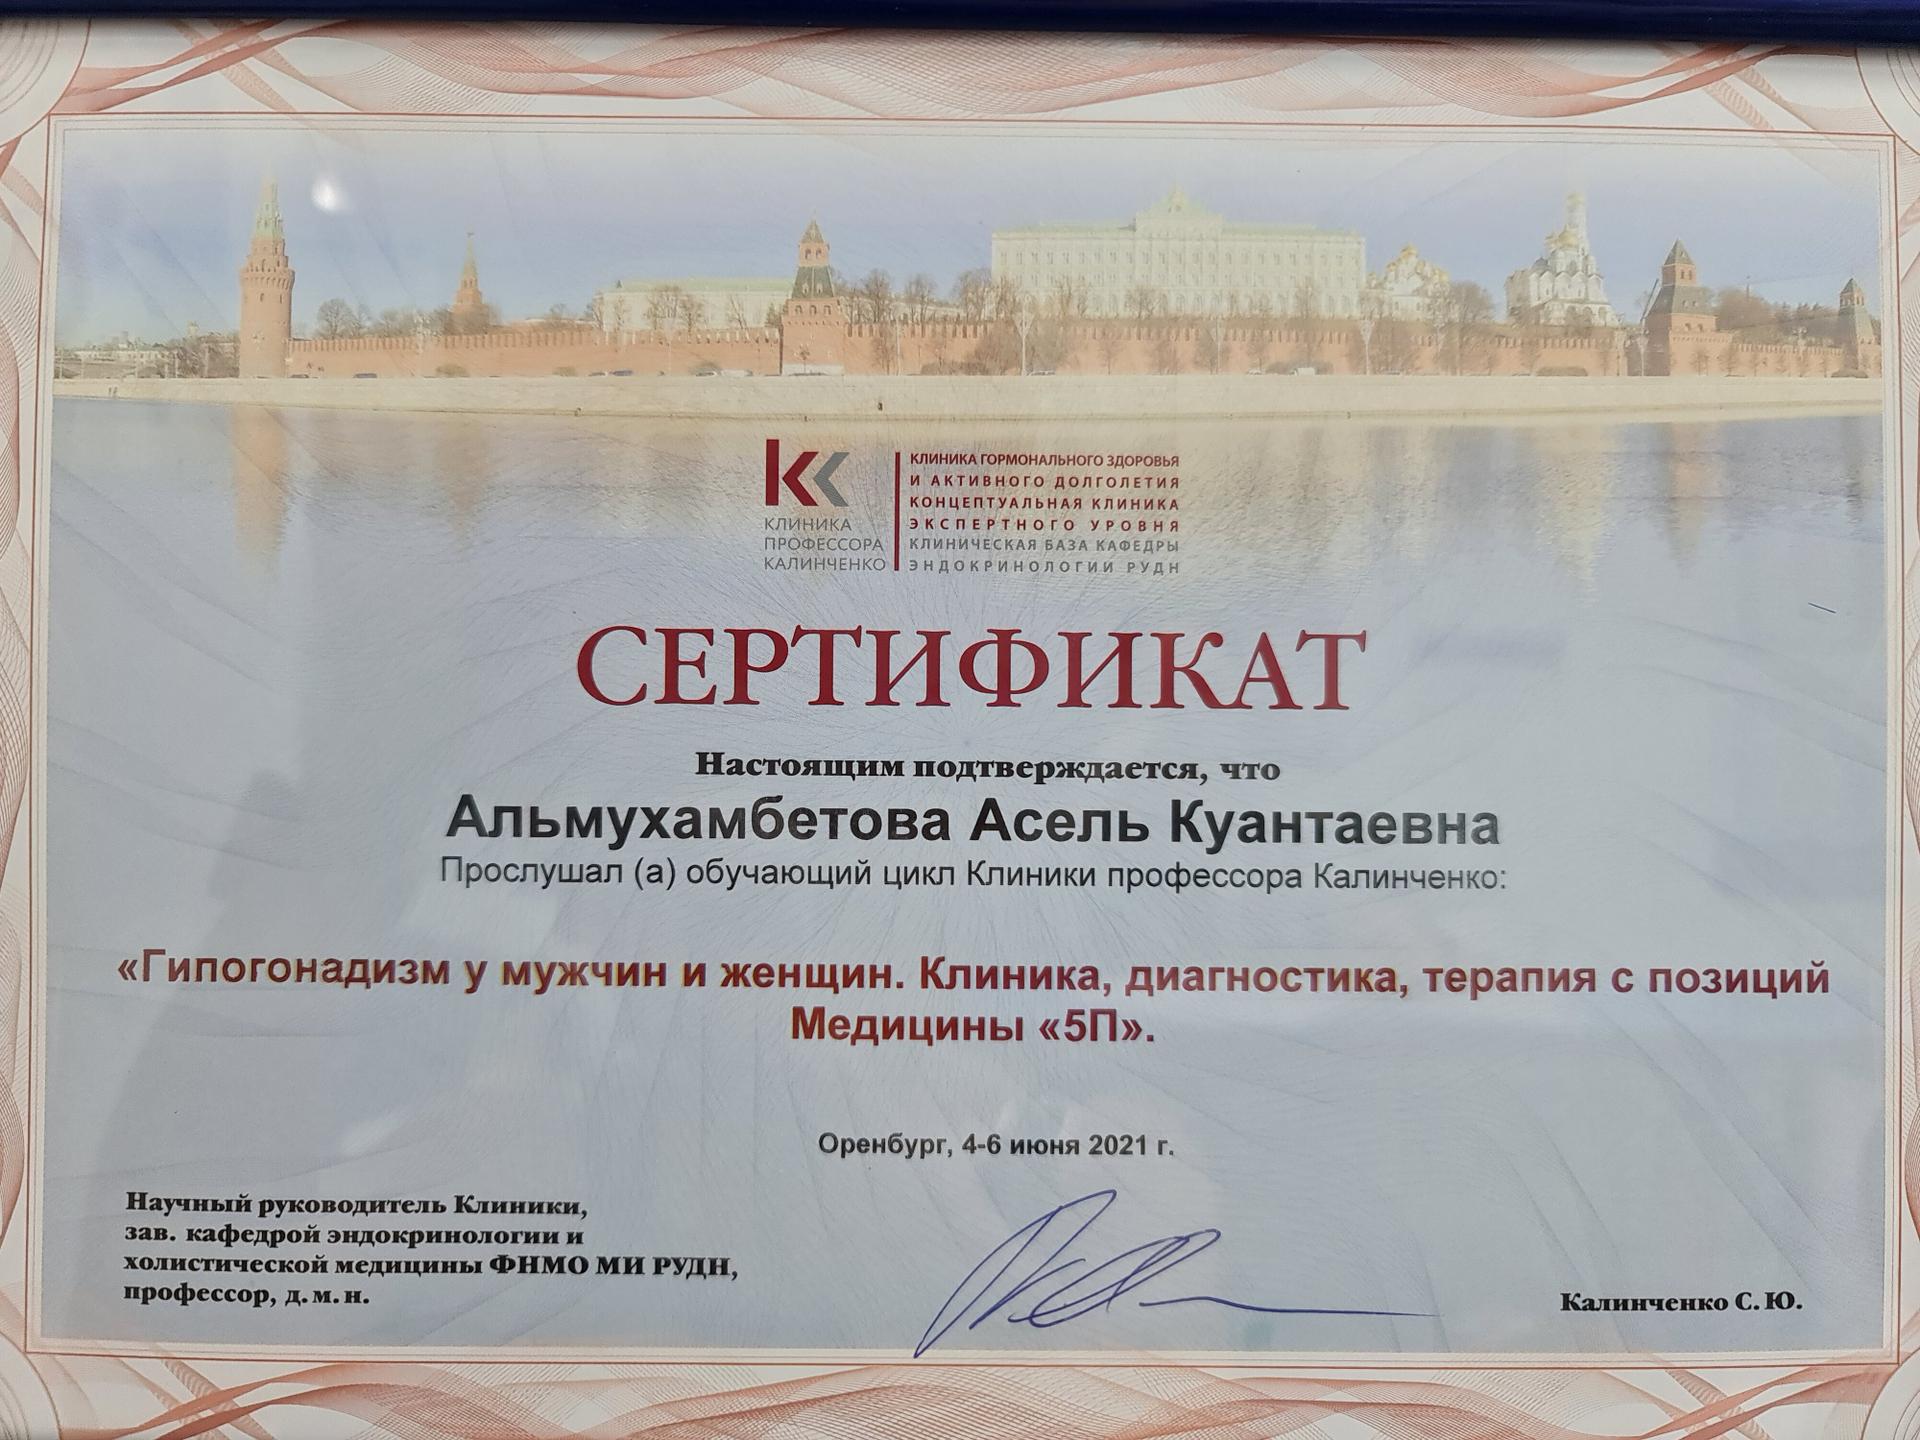 КК
КЛИНИКА
ПРОФЕССОРА
КАЛИНЧЕНКО
КЛИНИКА ГОРМОНАЛЬНОГО ЗДОРОВЬЯ
И АКТИВНОГО ДОЛГОЛЕТИЯ
КОНЦЕПТУАЛЬНАЯ КЛИНИКА
ЭКСПЕРТНОГО УРОВНЯ
КЛИНИЧЕСКАЯ БАЗА КАФЕДРЫ
ЭНДОКРИНОЛОГИИ РУДН
СЕРТИФИКАТ
Настоящим подтверждается, что
Альмухамбетова Асель Куантаевна
Прослушал (а) обучающий цикл Клиники профессора Калинченко:
«Гипогонадизм у мужчин и женщин. Клиника, диагностика, терапия с позиций
Медицины «5П».
Оренбург, 4-6 июня 2021 г.
Научный руководитель Клиники,
зав. кафедрой эндокринологии и
холистической медицины ФНМО МИ РУДН,
профессор, д. м. н.
Калинченко С. Ю.